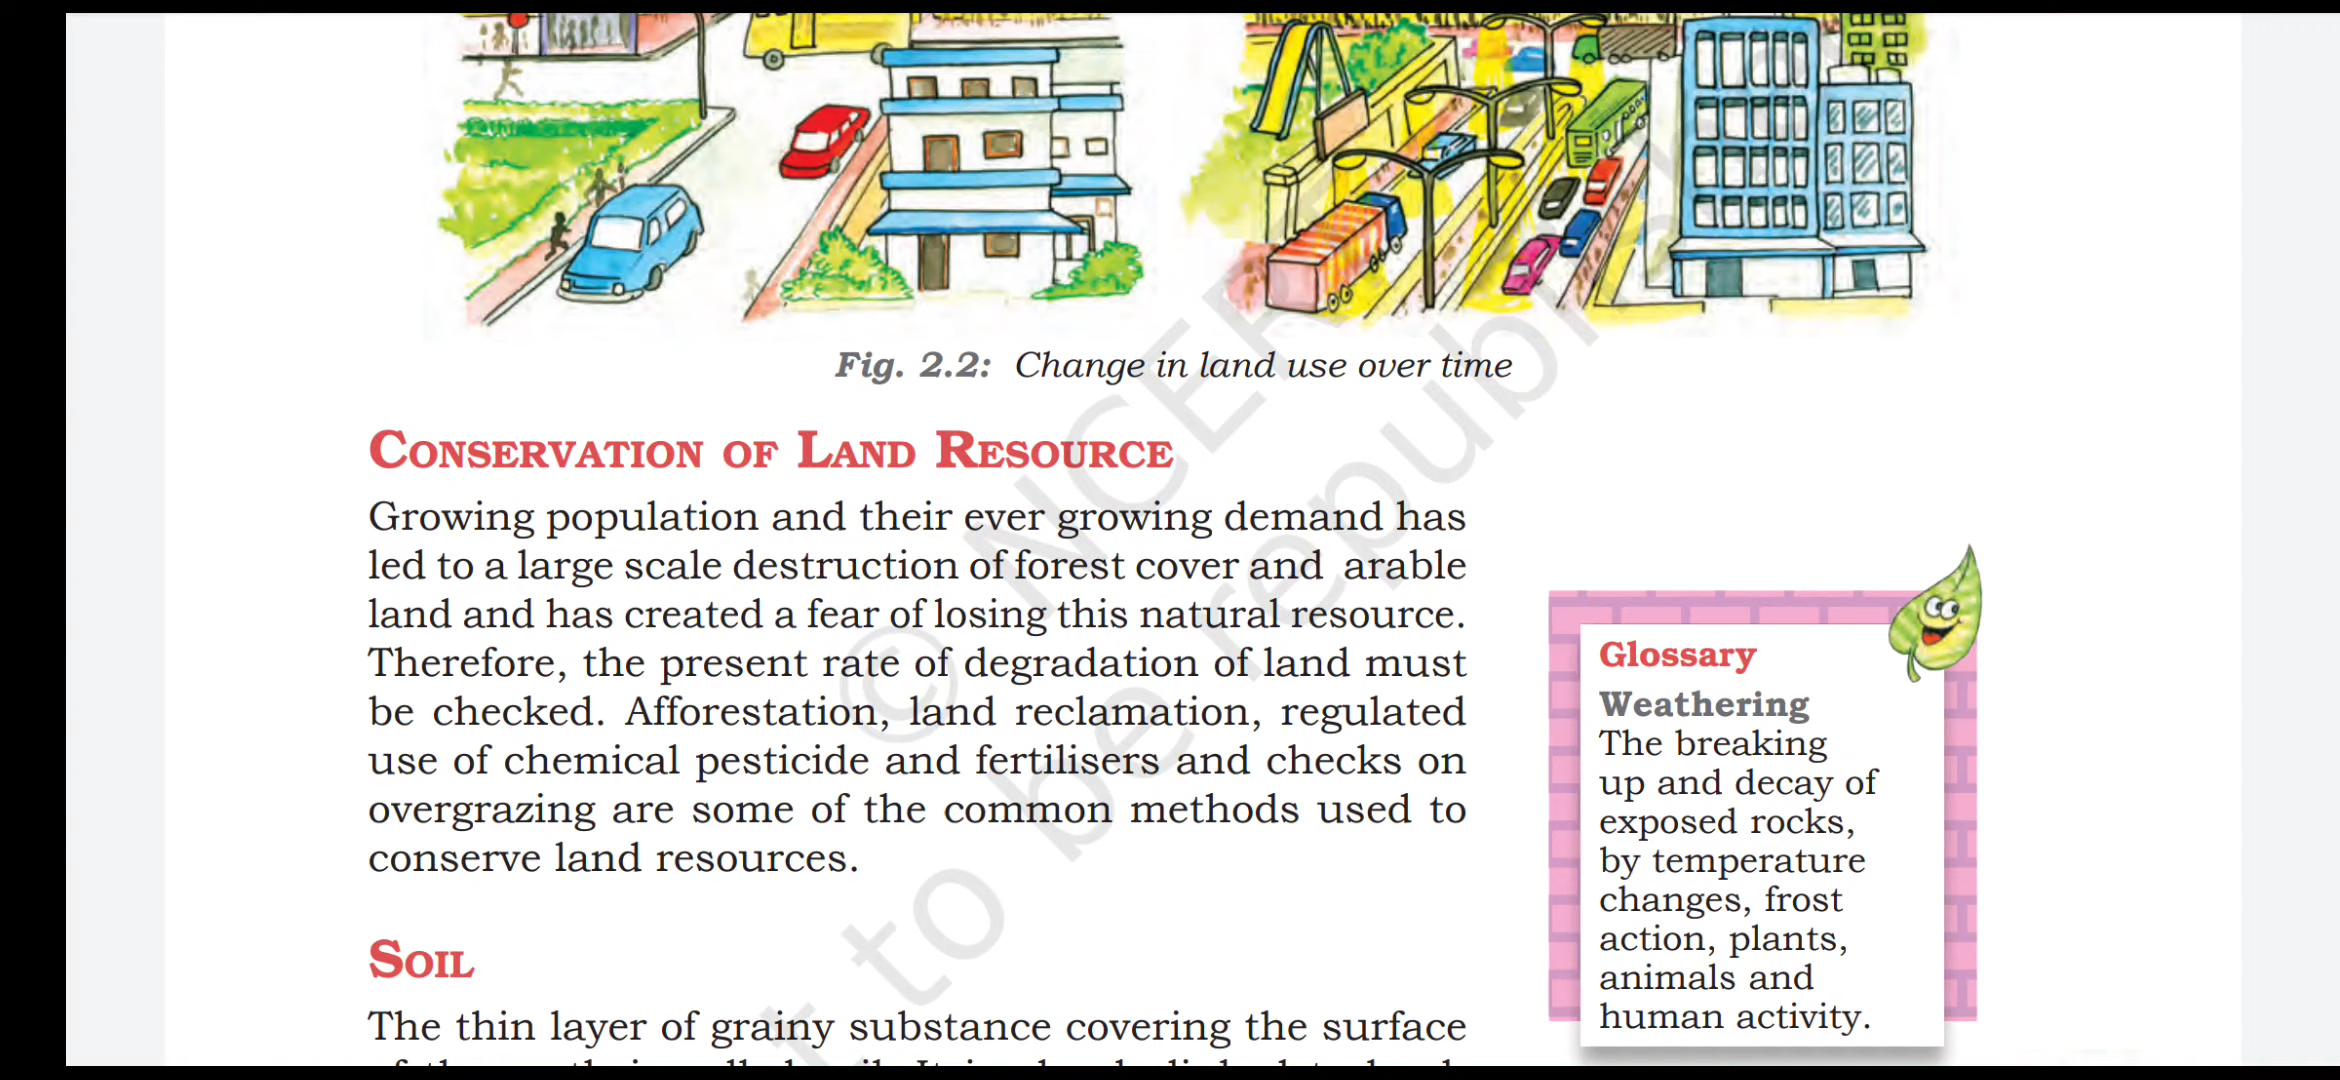 Fig. 2.2: Change in land use over time
CONSERVATION OF LAND RESOURCE
Growing population and their ever growing demand has
led to a large scale destruction of forest cover and arable
land and has created a fear of losing this natural resource.
Therefore, the present rate of degradation of land must
be checked. Afforestation, land reclamation, regulated
use of chemical pesticide and fertilisers and checks on
overgrazing are some of the common methods used to
conserve land resources.
SOIL
The thin layer of grainy substance covering the surface
Glossary
Weathering
The breaking
up and decay of
exposed rocks,
by temperature
changes, frost
action, plants,
animals and
human activity.
© NCER
to be republi